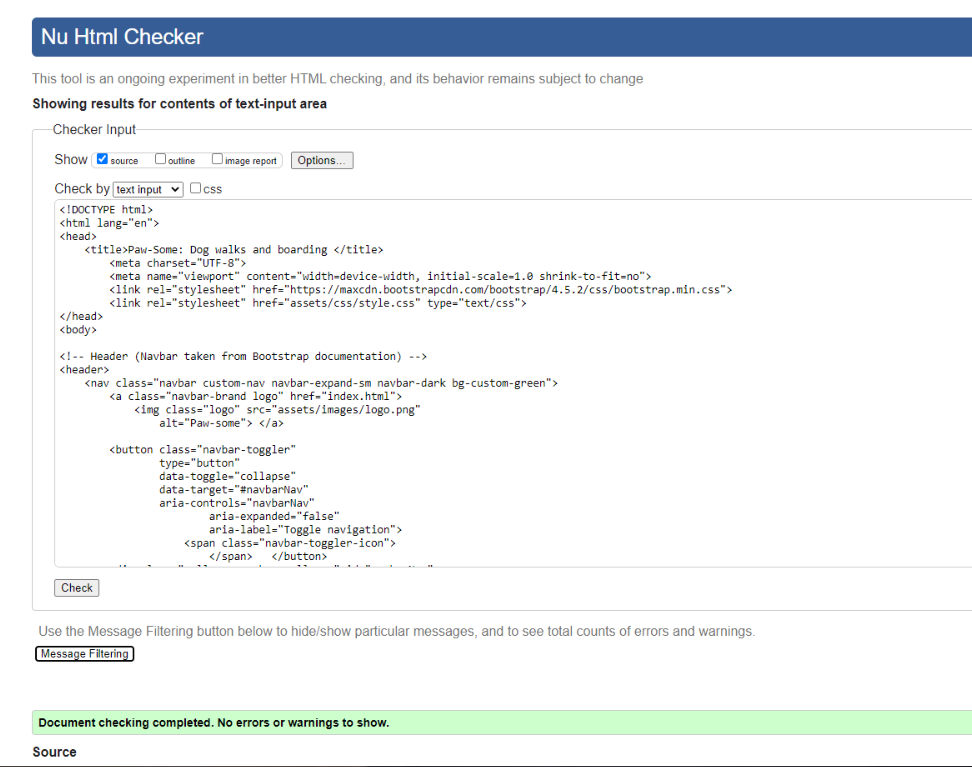 Nu Html Checker
This tool is an ongoing experiment in better HTML checking, and its behavior remains subject to change
Showing results for contents of text-input area
Checker Input
Show source outline image report Options...
Check by text input css
<!DOCTYPE html>
<html lang="en">
<head>
<title>Paw-Some: Dog walks and boarding </title>
<meta charset="UTF-8">
<meta name="viewport" content="width=device-width, initial-scale=1.0 shrink-to-fit=no">
<link rel="stylesheet" href="https://maxcdn.bootstrapcdn.com/bootstrap/4.5.2/css/bootstrap.min.css">
<link rel="stylesheet" href="assets/css/style.css" type="text/css">
</head>
<body>
<!-- Header (Navbar taken from Bootstrap documentation) -->
<header>
<nav class="navbar custom-nav navbar-expand-sm navbar-dark bg-custom-green">
<a class="navbar-brand logo" href="index.html">
<img class="logo" src="assets/images/logo.png"
alt="Paw-some"> </a>
<button class="navbar-toggler"
type="button"
data-toggle="collapse"
data-target="#navbarNav"
aria-controls="navbarNav"
aria-expanded="false"
aria-label="Toggle navigation">
<span class="navbar-toggler-icon">
</span> </button>
Check
Use the Message Filtering button below to hide/show particular messages, and to see total counts of errors and warnings.
Message Filtering
Document checking completed. No errors or warnings to show.
Source